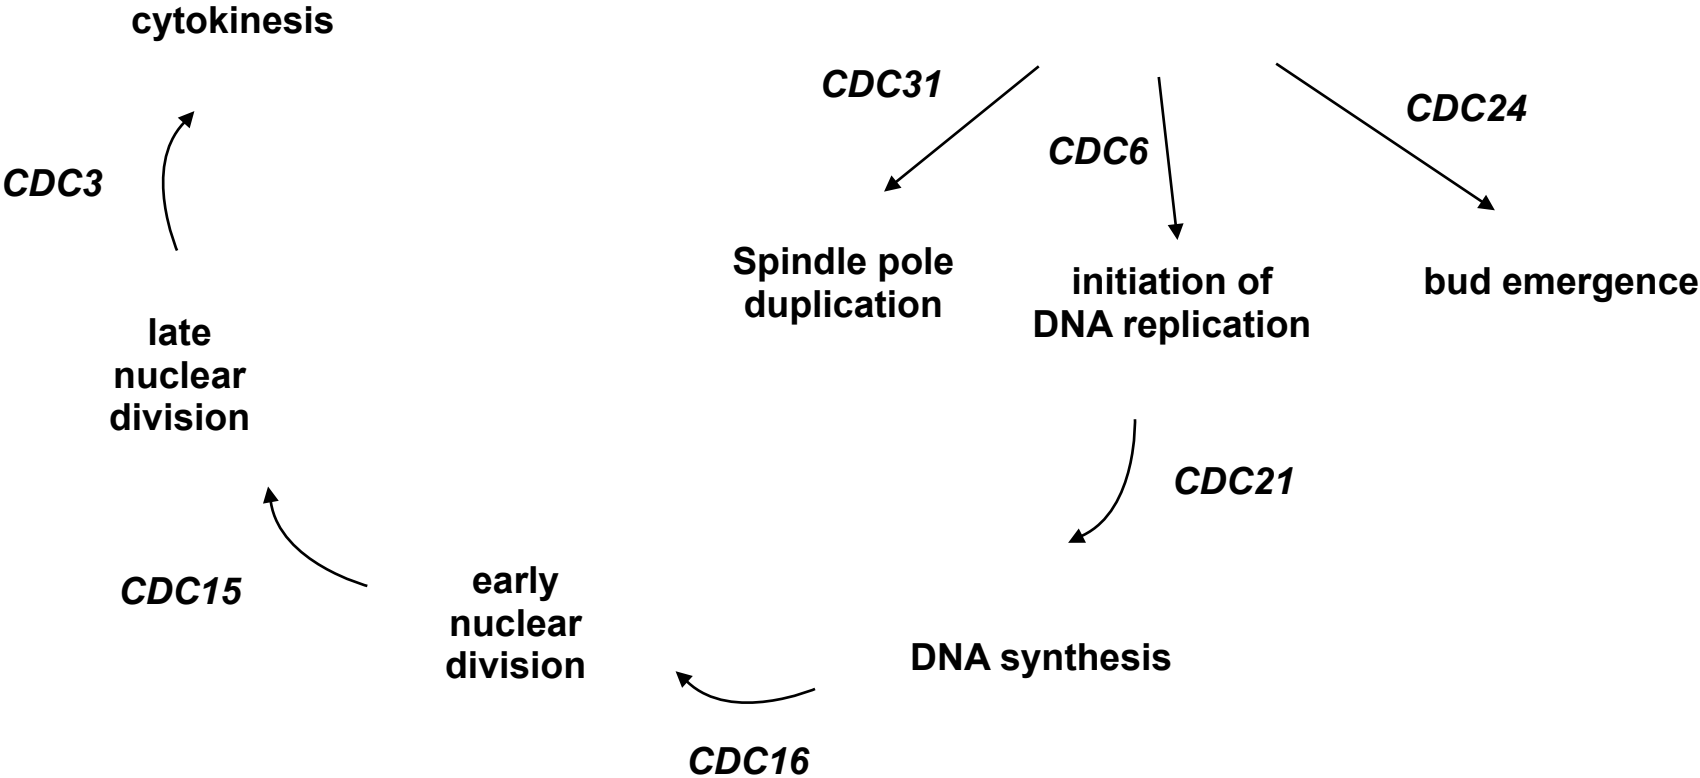 cytokinesis
CDC31
CDC24
CDC6
CDC3
Spindle pole
duplication
initiation of
DNA replication
bud emergence
late
nuclear
division
CDC21
CDC15
early
nuclear
division
DNA synthesis
CDC16